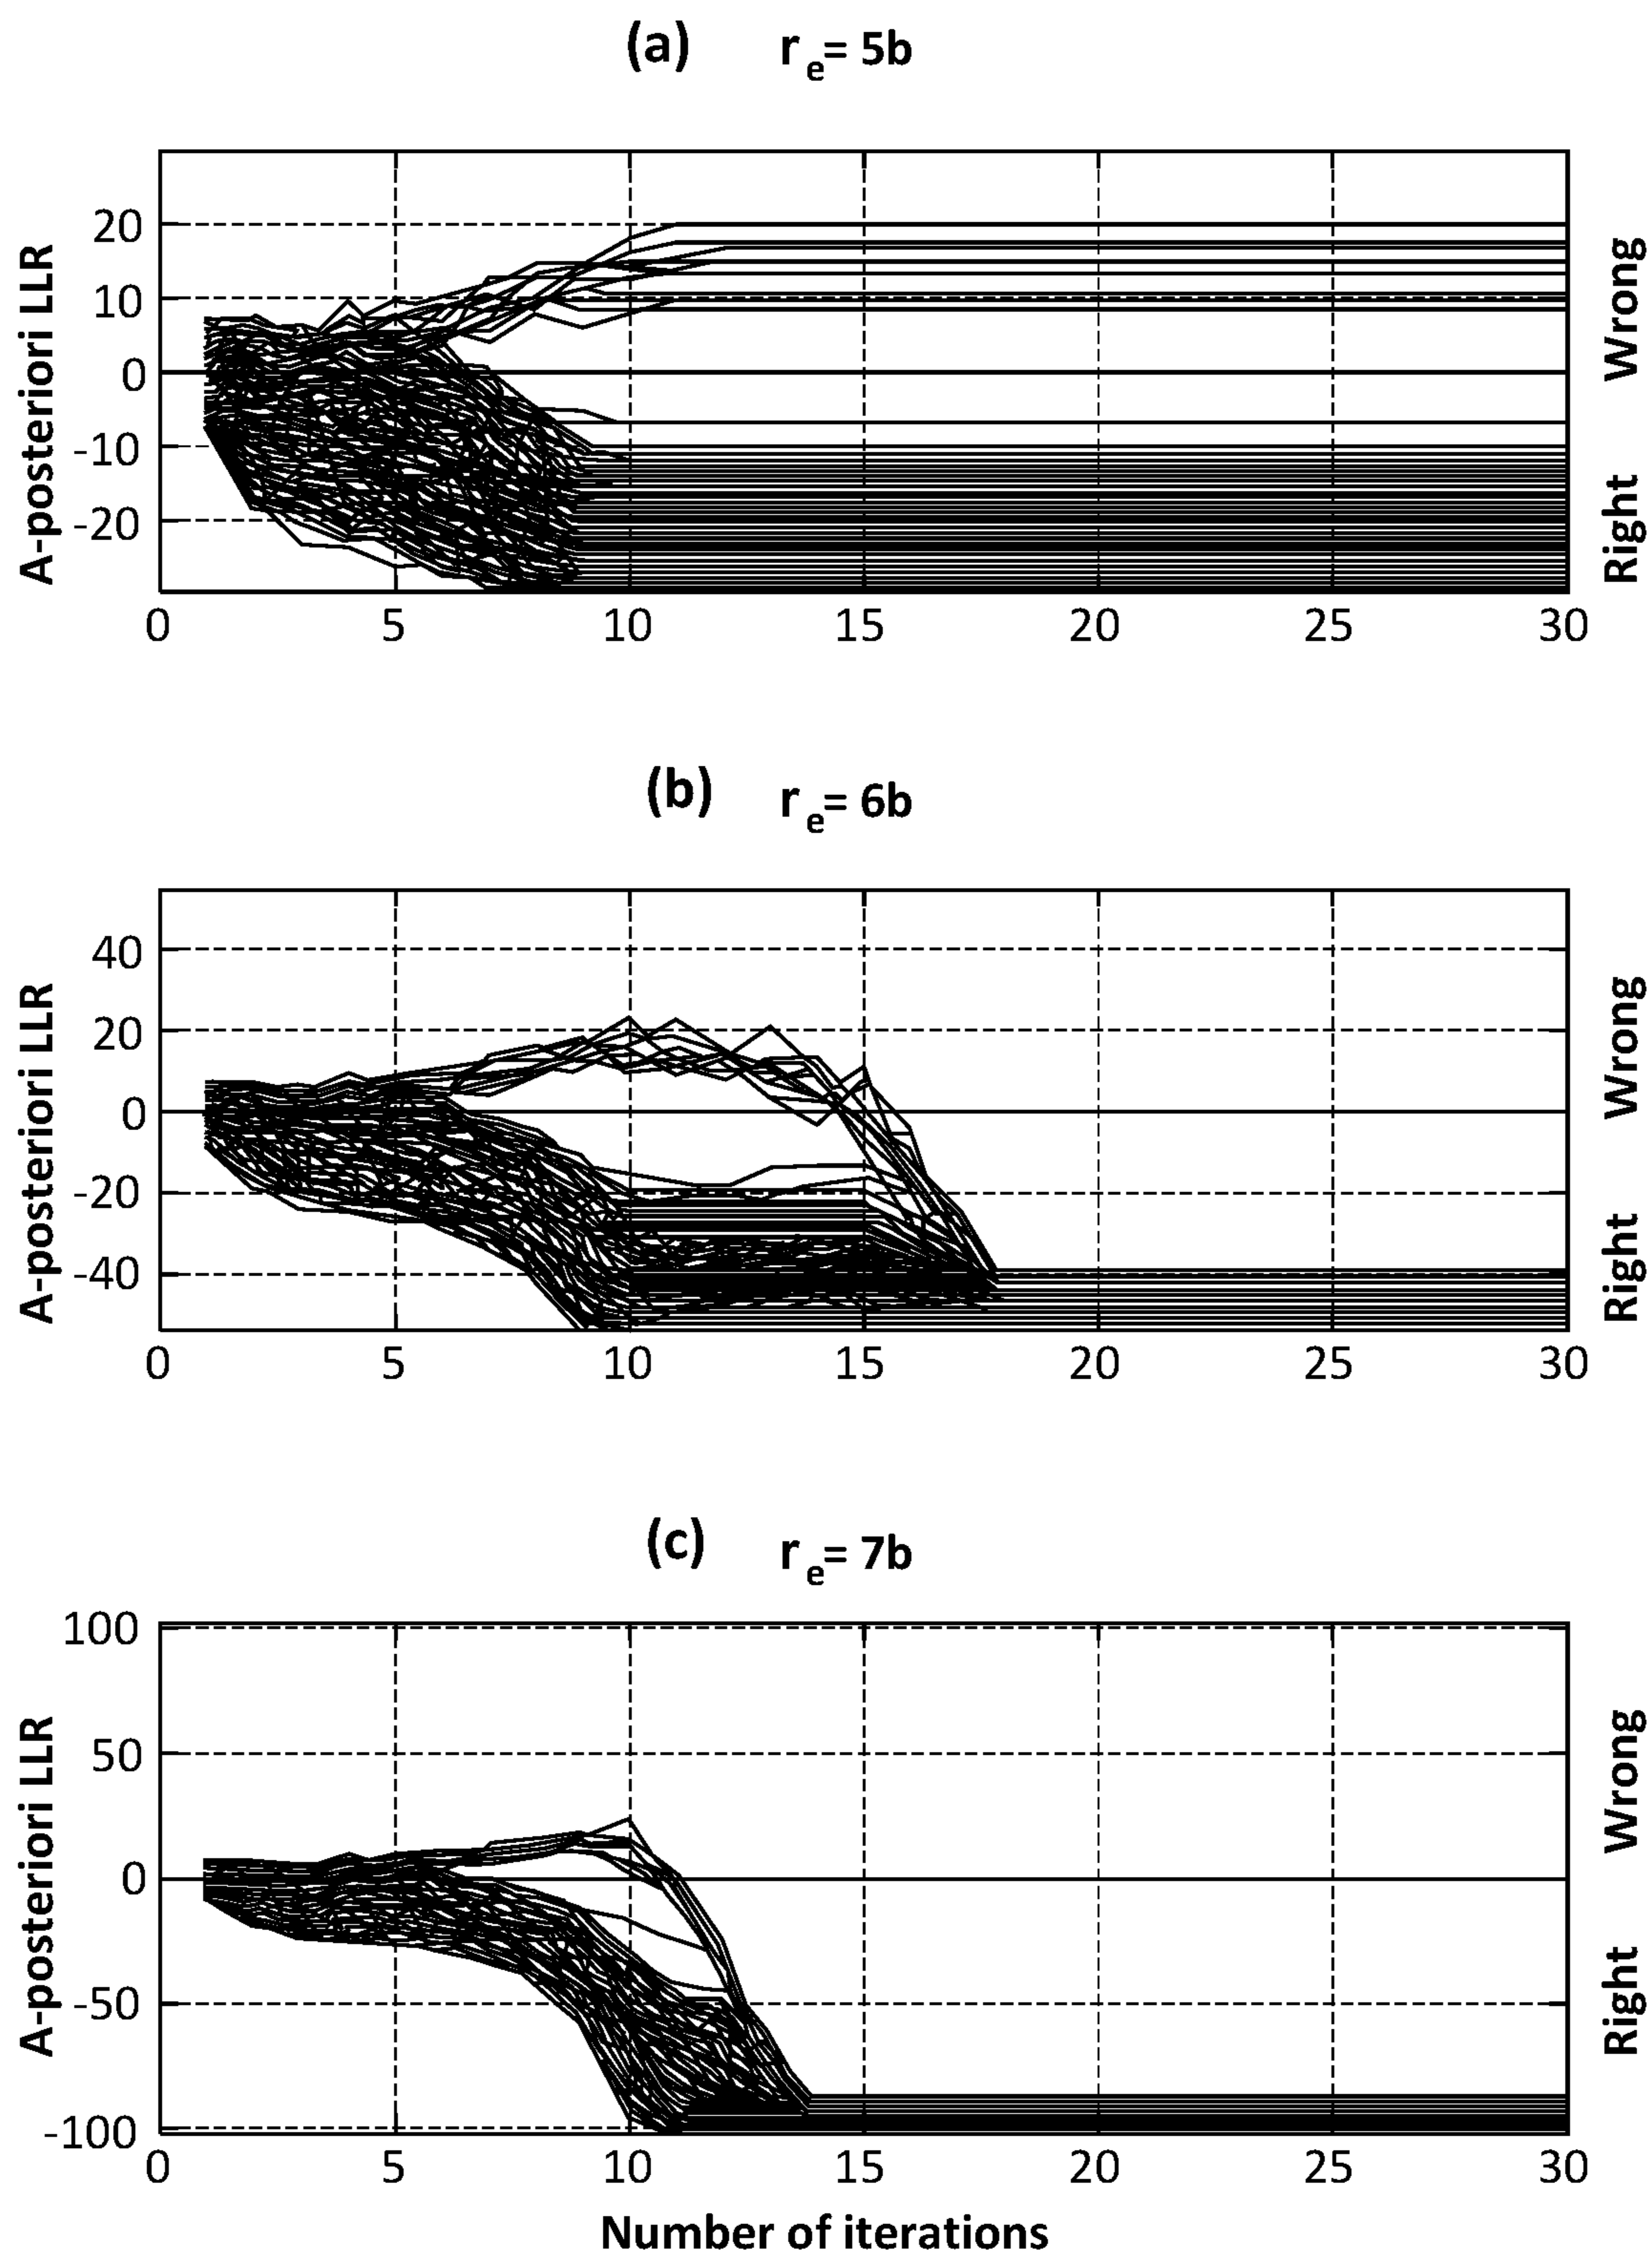 (a) r e= 5b
20
10
0
-10
-20
A-posteriori LLR
Wrong
Right
0 5 10 15 20 25 30
(b) r e= 6b
40
20
0
-20
-40
A-posteriori LLR
Wrong
Right
0 5 10 15 20 25 30
(c) r e= 7b
100
50
0
-50
-100
A-posteriori LLR
Wrong
Right
0 5 10 15 20 25 30
Number of iterations